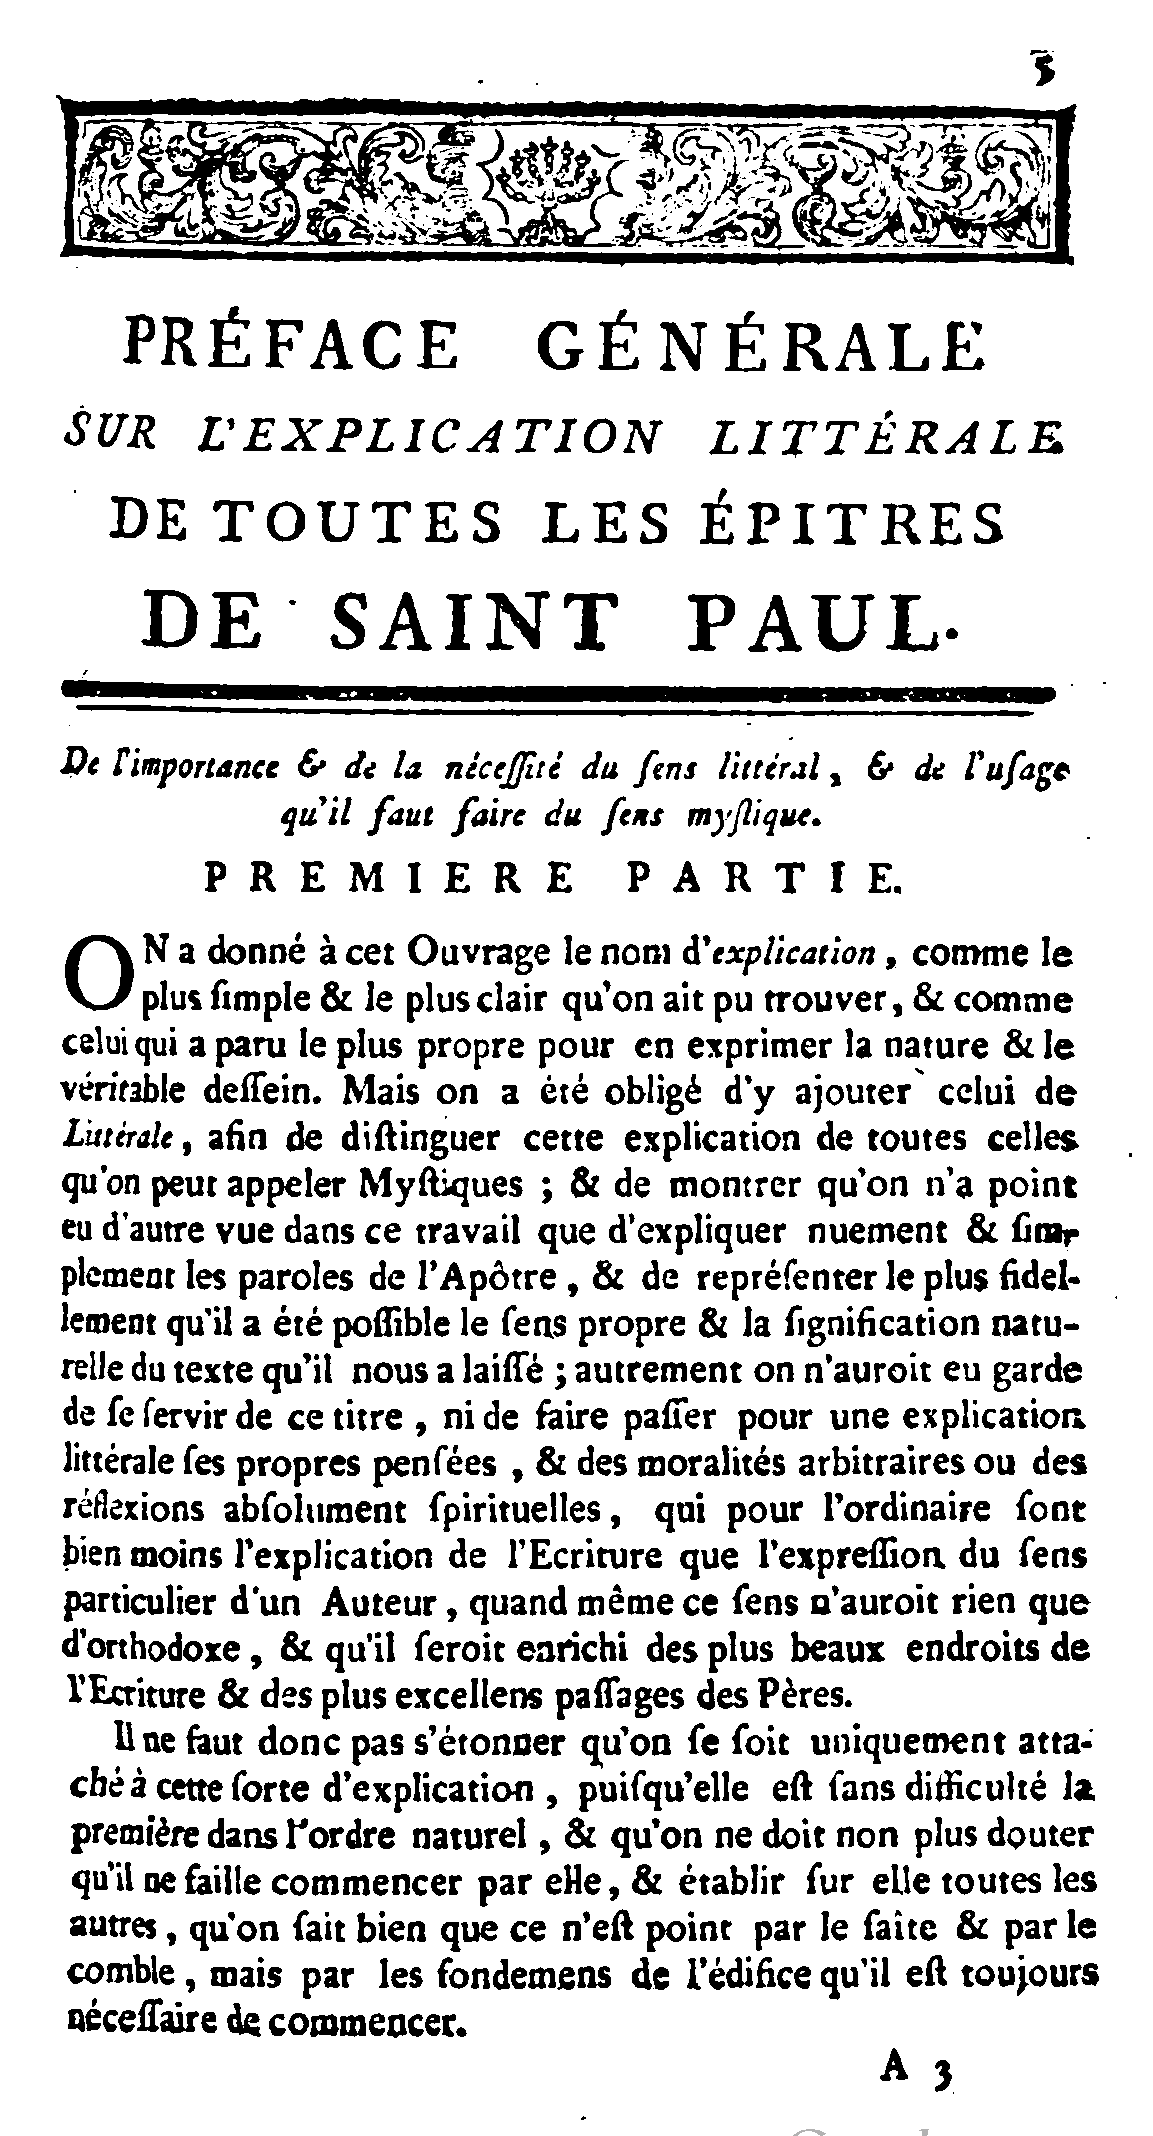 5
PRÉFACE GÉNÉRALE
SUR L'EXPLICATION LITTÉRALE
DE TOUTES LES ÉPITRES
DE SAINT PAUL.
De l'importance & de la néceſſité du ſens littéral, & de l'uſage
qu'il faut faire du ſens myſtique.
PREMIERE PARTIE.
ON a donné à cet Ouvrage le nom d'explication, comme le
plus ſimple & le plus clair qu'on ait pu trouver, & comme
celui qui a paru le plus propre pour en exprimer la nature & le
véritable deſſein. Mais on a été obligé d'y ajouter celui de
Littérale, afin de diſtinguer cette explication de toutes celles
qu'on peut appeler Myſtiques ; & de montrer qu'on n'a point
eu d'autre vue dans ce travail que d'expliquer nuement & ſim-
plement les paroles de l'Apôtre, & de repréſenter le plus fidel-
lement qu'il a été poſſible le ſens propre & la ſignification natu-
relle du texte qu'il nous a laiſſé ; autrement on n'auroit eu garde
de ſe ſervir de ce titre, ni de faire paſſer pour une explication
littérale ſes propres penſées, & des moralités arbitraires ou des
réflexions abſolument ſpirituelles, qui pour l'ordinaire ſont
bien moins l'explication de l'Ecriture que l'expreſſion du ſens
particulier d'un Auteur, quand même ce ſens n'auroit rien que
d'orthodoxe, & qu'il ſeroit enrichi des plus beaux endroits de
l'Ecriture & des plus excellens paſſages des Pères.
Il ne faut donc pas s'étonner qu'on ſe ſoit uniquement atta-
ché à cette ſorte d'explication, puiſqu'elle eſt ſans difficulté la
première dans l'ordre naturel, & qu'on ne doit non plus douter
qu'il ne faille commencer par elle, & établir ſur elle toutes les
autres, qu'on ſait bien que ce n'eſt point par le faîte & par le
comble, mais par les fondemens de l'édifice qu'il eſt toujours
néceſſaire de commencer.
A 3